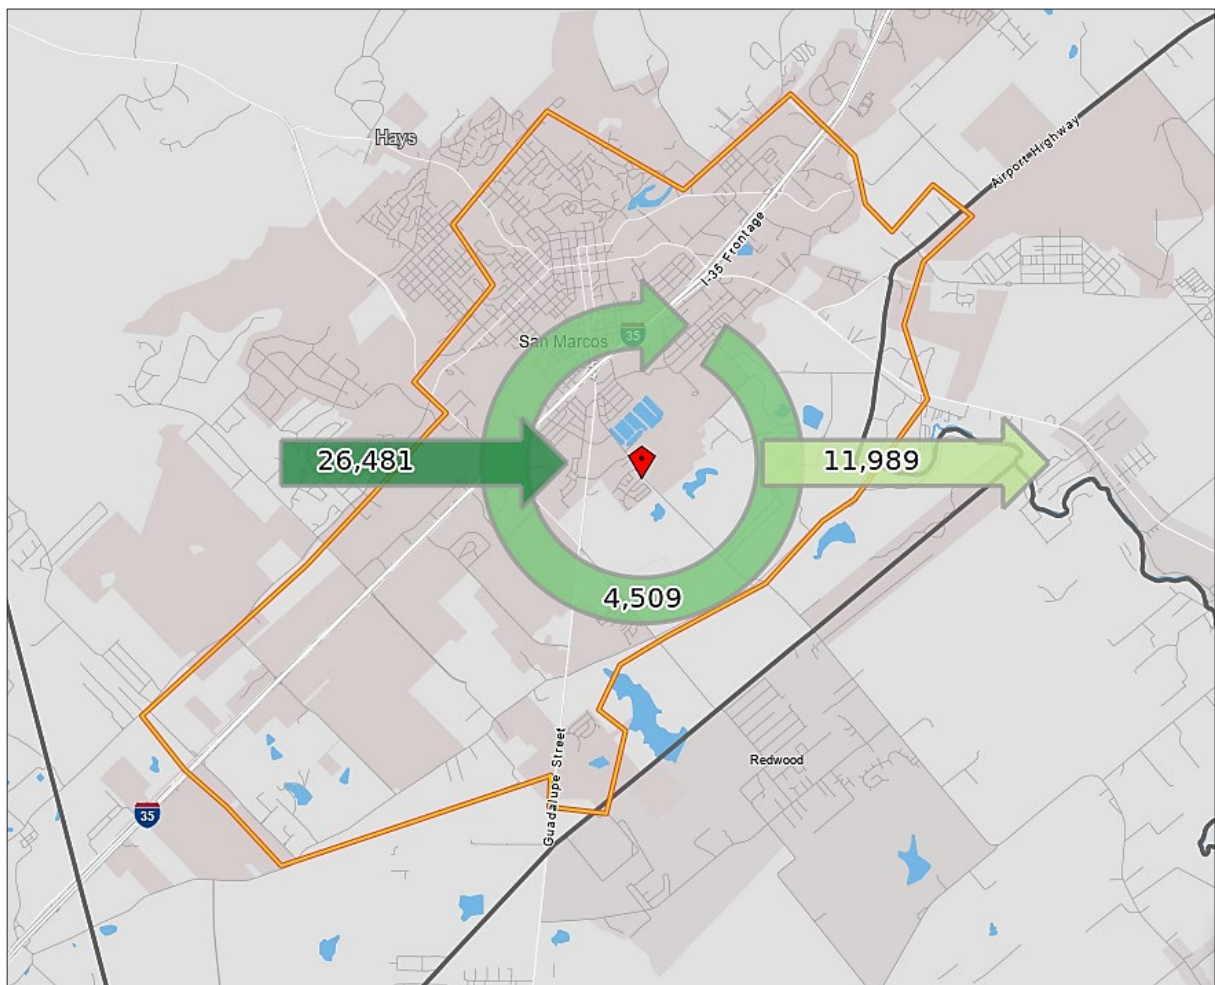 Hays
Airport Highway
I-35 Frontage
San Marcos
35
26,481
11,989
4,509
Guadalupe Street
Redwood
35